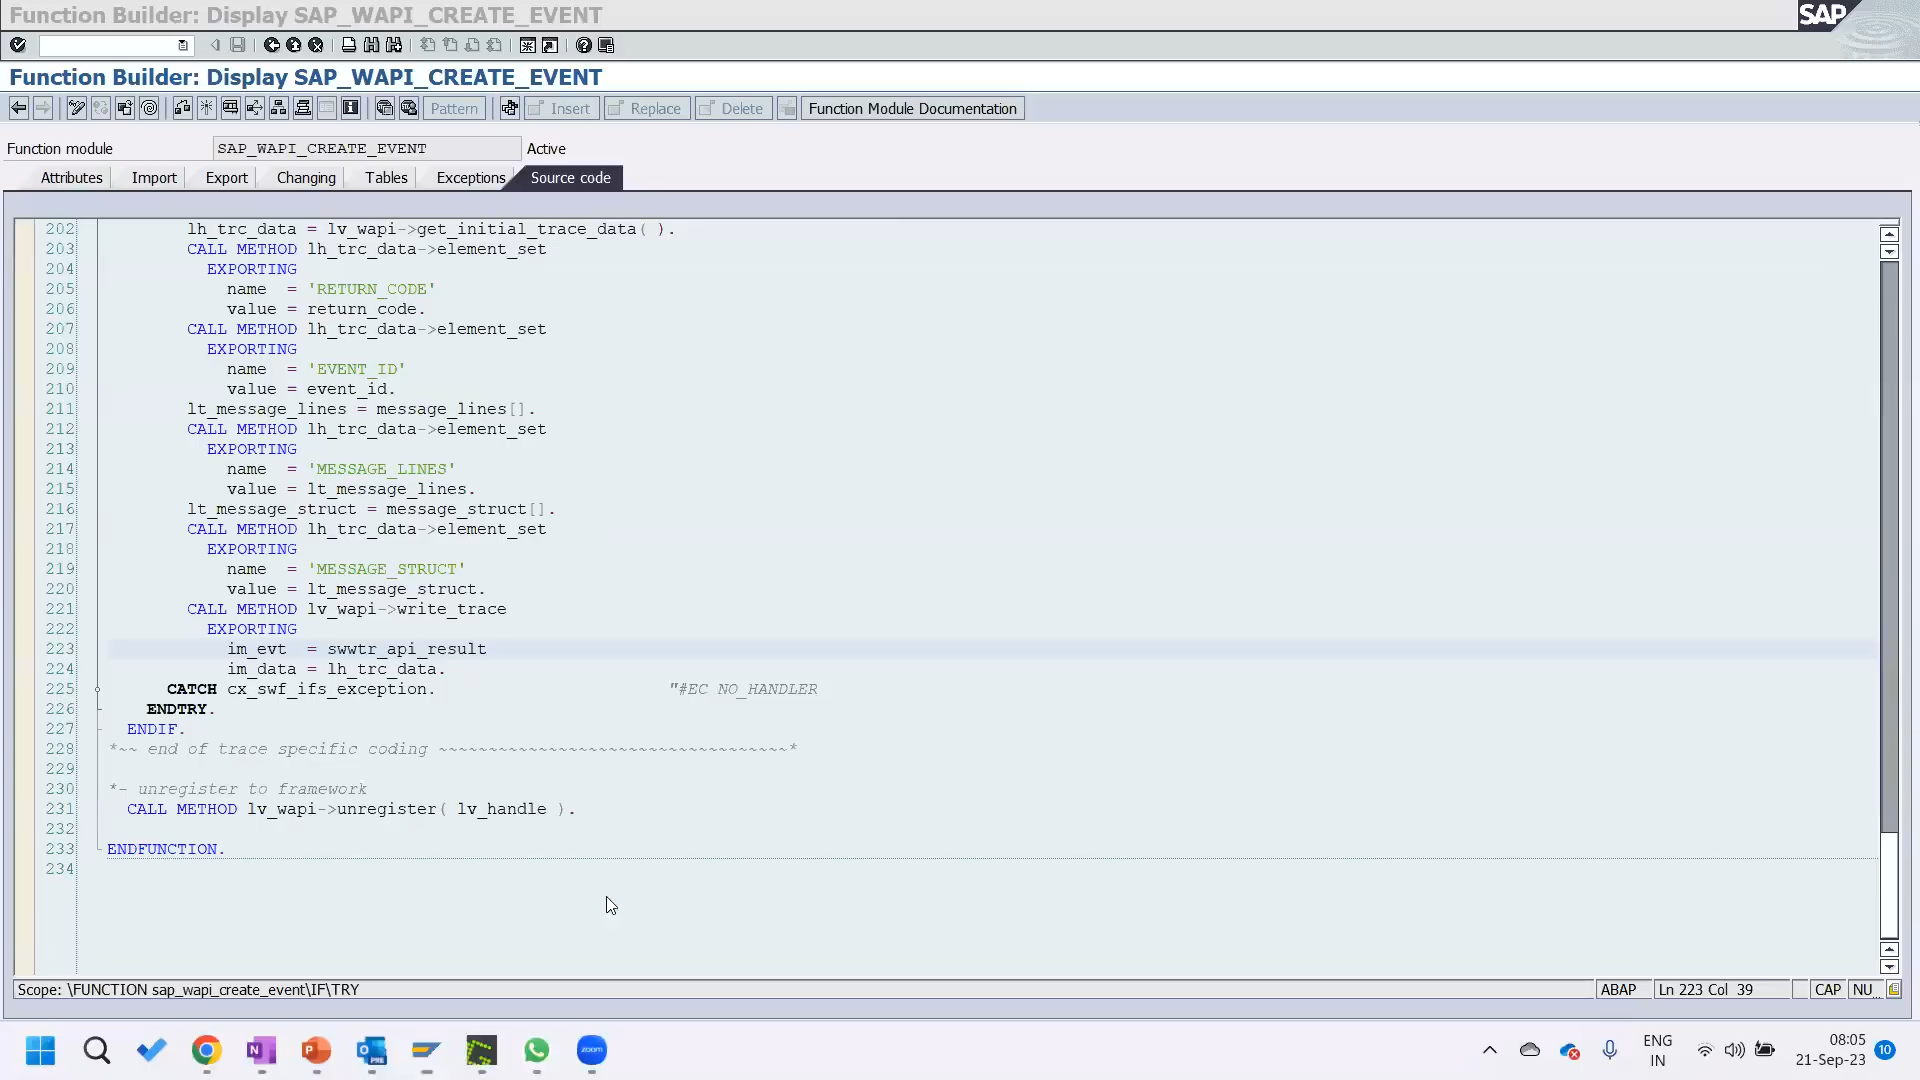 Function Builder: Display SAP_WAPI_CREATE_EVENT
SAP
Function Builder: Display SAP_WAPI_CREATE_EVENT
Pattern Insert Replace Delete Function Module Documentation
Function module SAP_WAPI_CREATE_EVENT Active
Attributes Import Export Changing Tables Exceptions Source code
202 lh_trc_data = lv_wapi->get_initial_trace_data( ).
203 CALL METHOD lh_trc_data->element_set
204 EXPORTING
205 name = 'RETURN_CODE'
206 value = return_code.
207 CALL METHOD lh_trc_data->element_set
208 EXPORTING
209 name = 'EVENT_ID'
210 value = event_id.
211 lt_message_lines = message_lines[].
212 CALL METHOD lh_trc_data->element_set
213 EXPORTING
214 name = 'MESSAGE_LINES'
215 value = lt_message_lines.
216 lt_message_struct = message_struct[].
217 CALL METHOD lh_trc_data->element_set
218 EXPORTING
219 name = 'MESSAGE_STRUCT'
220 value = lt_message_struct.
221 CALL METHOD lv_wapi->write_trace
222 EXPORTING
223 im_evt = swwtr_api_result
224 im_data = lh_trc_data.
225 CATCH cx_swf_ifs_exception. "#EC NO_HANDLER
226 ENDTRY.
227 ENDIF.
228 *~~ end of trace specific coding ~~~~~~~~~~~~~~~~~~~~~~~~~~~~~~~~~~~*
229
230 *- unregister to framework
231 CALL METHOD lv_wapi->unregister( lv_handle ).
232
233 ENDFUNCTION.
234
Scope: \FUNCTION sap_wapi_create_event\IF\TRY ABAP Ln 223 Col 39 CAP NU...
zoom
ENG
IN
08:05
21-Sep-23
10